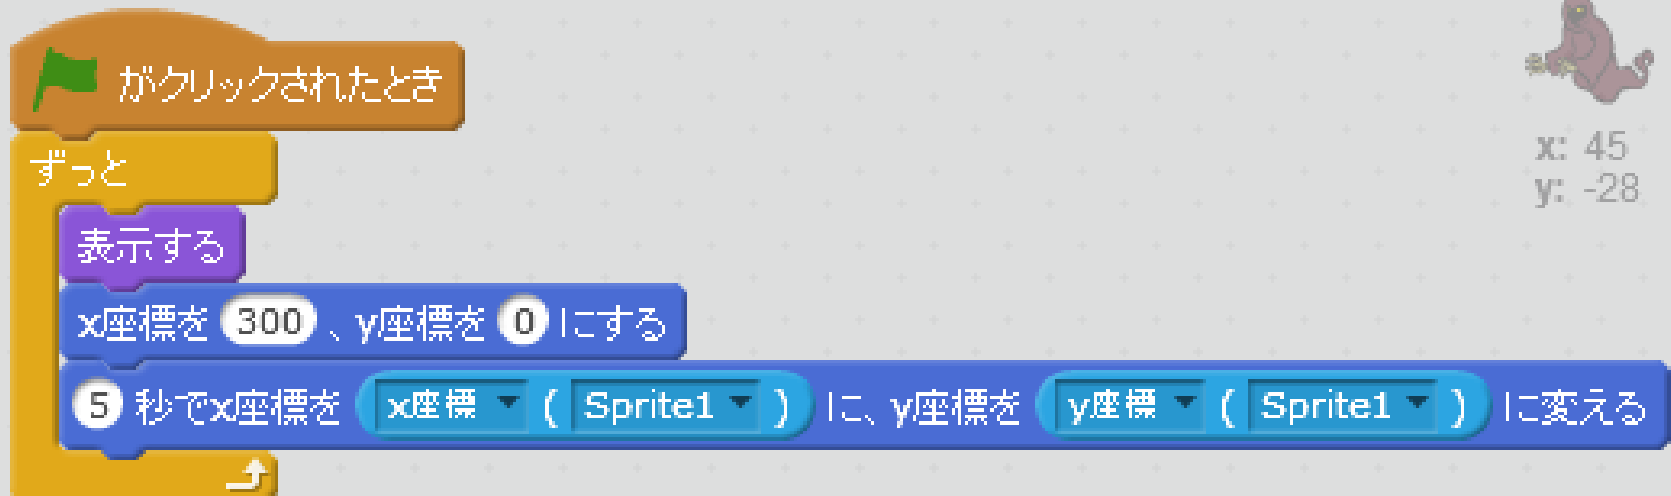 がクリックされたとき
ずっと
表示する
x座標を 300 、y座標を 0 にする
5 秒でx座標を x座標 ( Sprite1 ) に、y座標を y座標 ( Sprite1 ) に変える
x: 45
y: -28